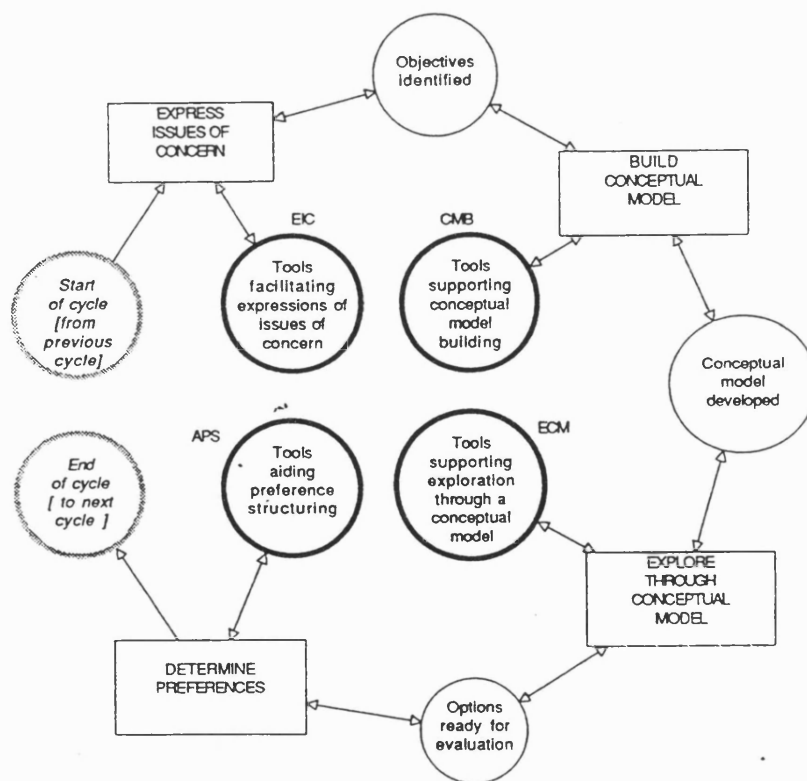 Objectives
identified
EXPRESS
ISSUES OF
CONCERN
BUILD
CONCEPTUAL
MODEL
EIC
CMB
Start
of cycle
[from
previous
cycle]
Tools
facilitating
expressions of
issues of
concern
Tools
supporting
conceptual
model
building
Conceptual
model
developed
APS
ECM
End
of cycle
[ to next
cycle ]
Tools
aiding
preference
structuring
Tools
supporting
exploration
through a
conceptual
model
EXPLORE
THROUGH
CONCEPTUAL
MODEL
DETERMINE
PREFERENCES
Options
ready for
evaluation